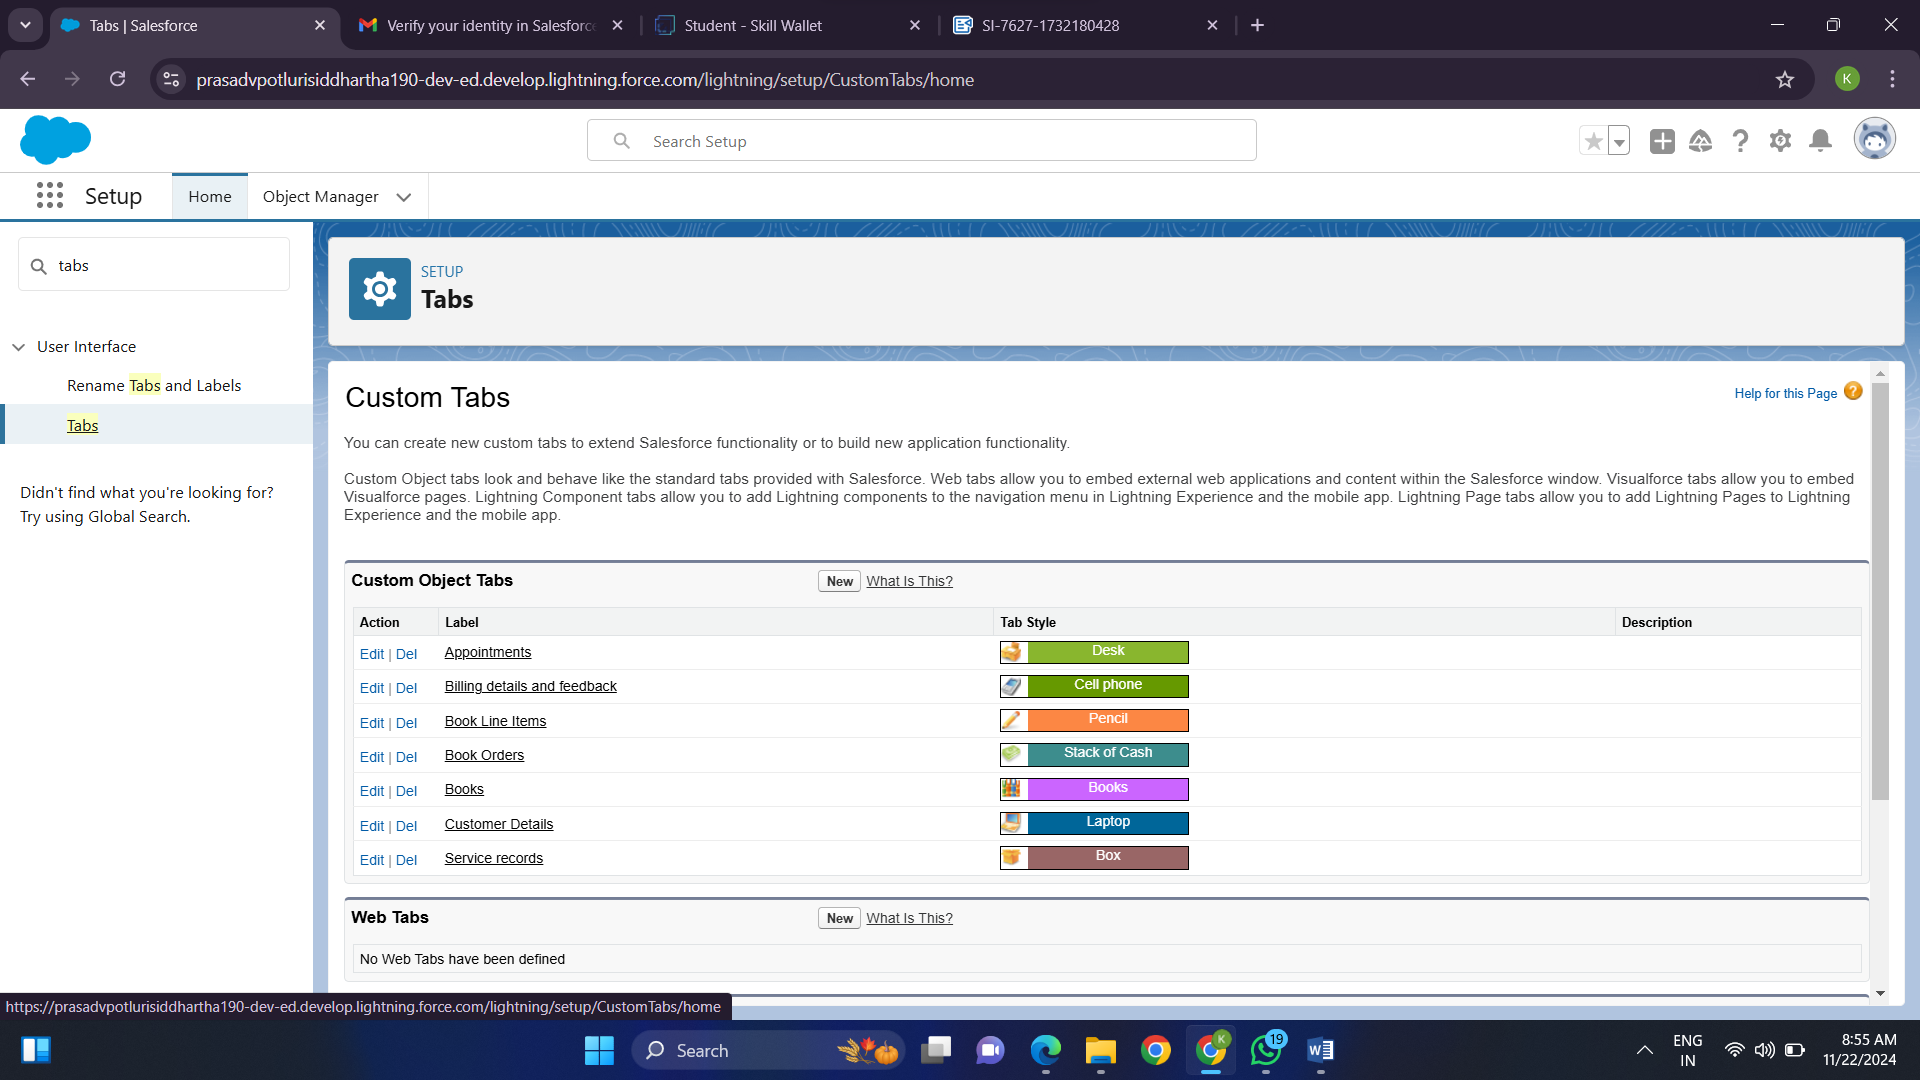 Tabs | Salesforce
Verify your identity in Salesforce
Student - Skill Wallet
SI-7627-1732180428
prasadvpotlurisiddhartha190-dev-ed.develop.lightning.force.com/lightning/setup/CustomTabs/home
K
Search Setup
Setup
Home
Object Manager
tabs
SETUP
Tabs
User Interface
Rename Tabs and Labels
Tabs
Didn't find what you're looking for?
Try using Global Search.
Custom Tabs
Help for this Page
You can create new custom tabs to extend Salesforce functionality or to build new application functionality.
Custom Object tabs look and behave like the standard tabs provided with Salesforce. Web tabs allow you to embed external web applications and content within the Salesforce window. Visualforce tabs allow you to embed
Visualforce pages. Lightning Component tabs allow you to add Lightning components to the navigation menu in Lightning Experience and the mobile app. Lightning Page tabs allow you to add Lightning Pages to Lightning
Experience and the mobile app.
Custom Object Tabs
New
What Is This?
Action Label Tab Style Description
Edit | Del Appointments Desk
Edit | Del Billing details and feedback Cell phone
Edit | Del Book Line Items Pencil
Edit | Del Book Orders Stack of Cash
Edit | Del Books Books
Edit | Del Customer Details Laptop
Edit | Del Service records Box
Web Tabs
New
What Is This?
No Web Tabs have been defined
https://prasadvpotlurisiddhartha190-dev-ed.develop.lightning.force.com/lightning/setup/CustomTabs/home
Search
K
19
ENG
IN
8:55 AM
11/22/2024